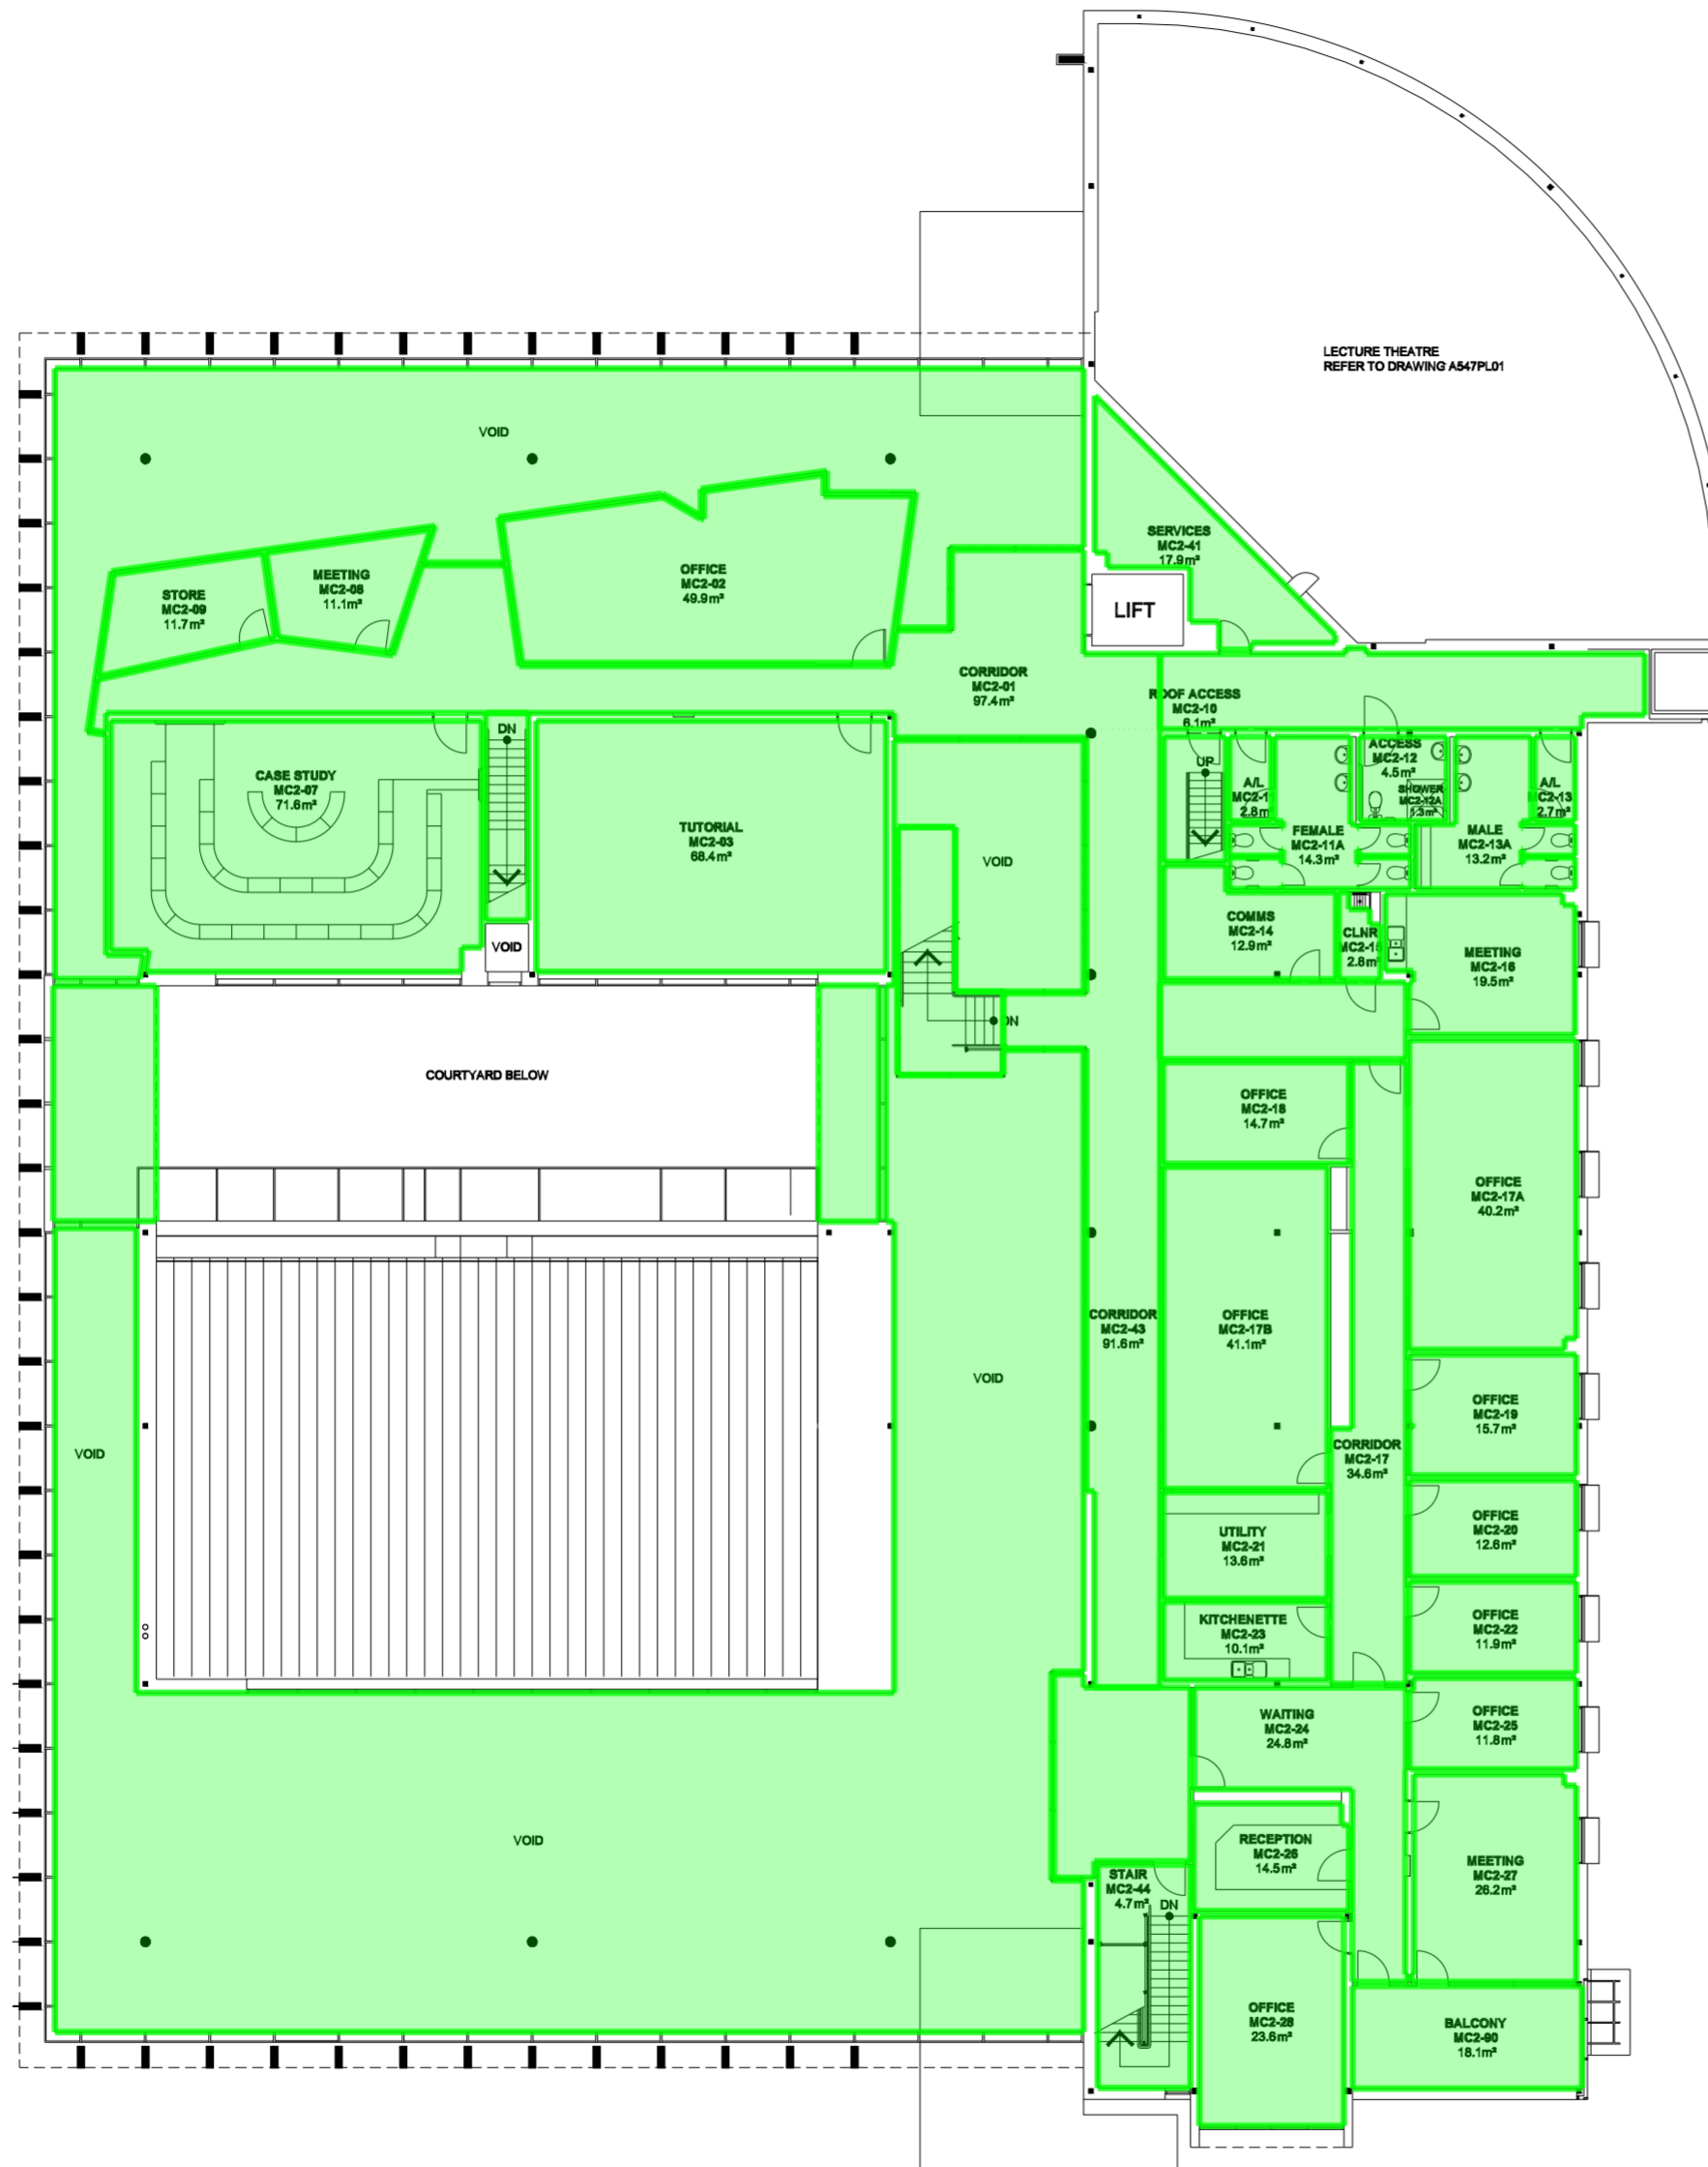 LECTURE THEATRE
REFER TO DRAWING A547PL01
VOID
SERVICES
MC2-41
17.9m²
LIFT
STORE
MC2-09
11.7m²
MEETING
MC2-08
11.1m²
OFFICE
MC2-02
49.9m²
CORRIDOR
MC2-01
97.4m²
ROOF ACCESS
MC2-10
6.1m²
UP
DN
CASE STUDY
MC2-07
71.6m²
TUTORIAL
MC2-03
68.4m²
VOID
VOID
DN
A/L
MC2-1
2.8m
FEMALE
MC2-11A
14.3m²
ACCESS
MC2-12
4.5m²
SHOWER
MC2-12A
MALE
MC2-13A
13.2m²
A/L
MC2-13
2.7m²
COMMS
MC2-14
12.9m²
CLNR
MC2-15
2.8m²
MEETING
MC2-16
19.5m²
COURTYARD BELOW
OFFICE
MC2-18
14.7m²
OFFICE
MC2-17A
40.2m²
CORRIDOR
MC2-43
91.6m²
OFFICE
MC2-17B
41.1m²
VOID
VOID
CORRIDOR
MC2-17
34.6m²
OFFICE
MC2-19
15.7m²
OFFICE
MC2-20
12.6m²
UTILITY
MC2-21
13.6m²
OFFICE
MC2-22
11.9m²
KITCHENETTE
MC2-23
10.1m²
WAITING
MC2-24
24.8m²
OFFICE
MC2-25
11.8m²
VOID
RECEPTION
MC2-26
14.5m²
MEETING
MC2-27
26.2m²
STAIR
MC2-44
4.7m²
DN
OFFICE
MC2-28
23.6m²
BALCONY
MC2-90
18.1m²